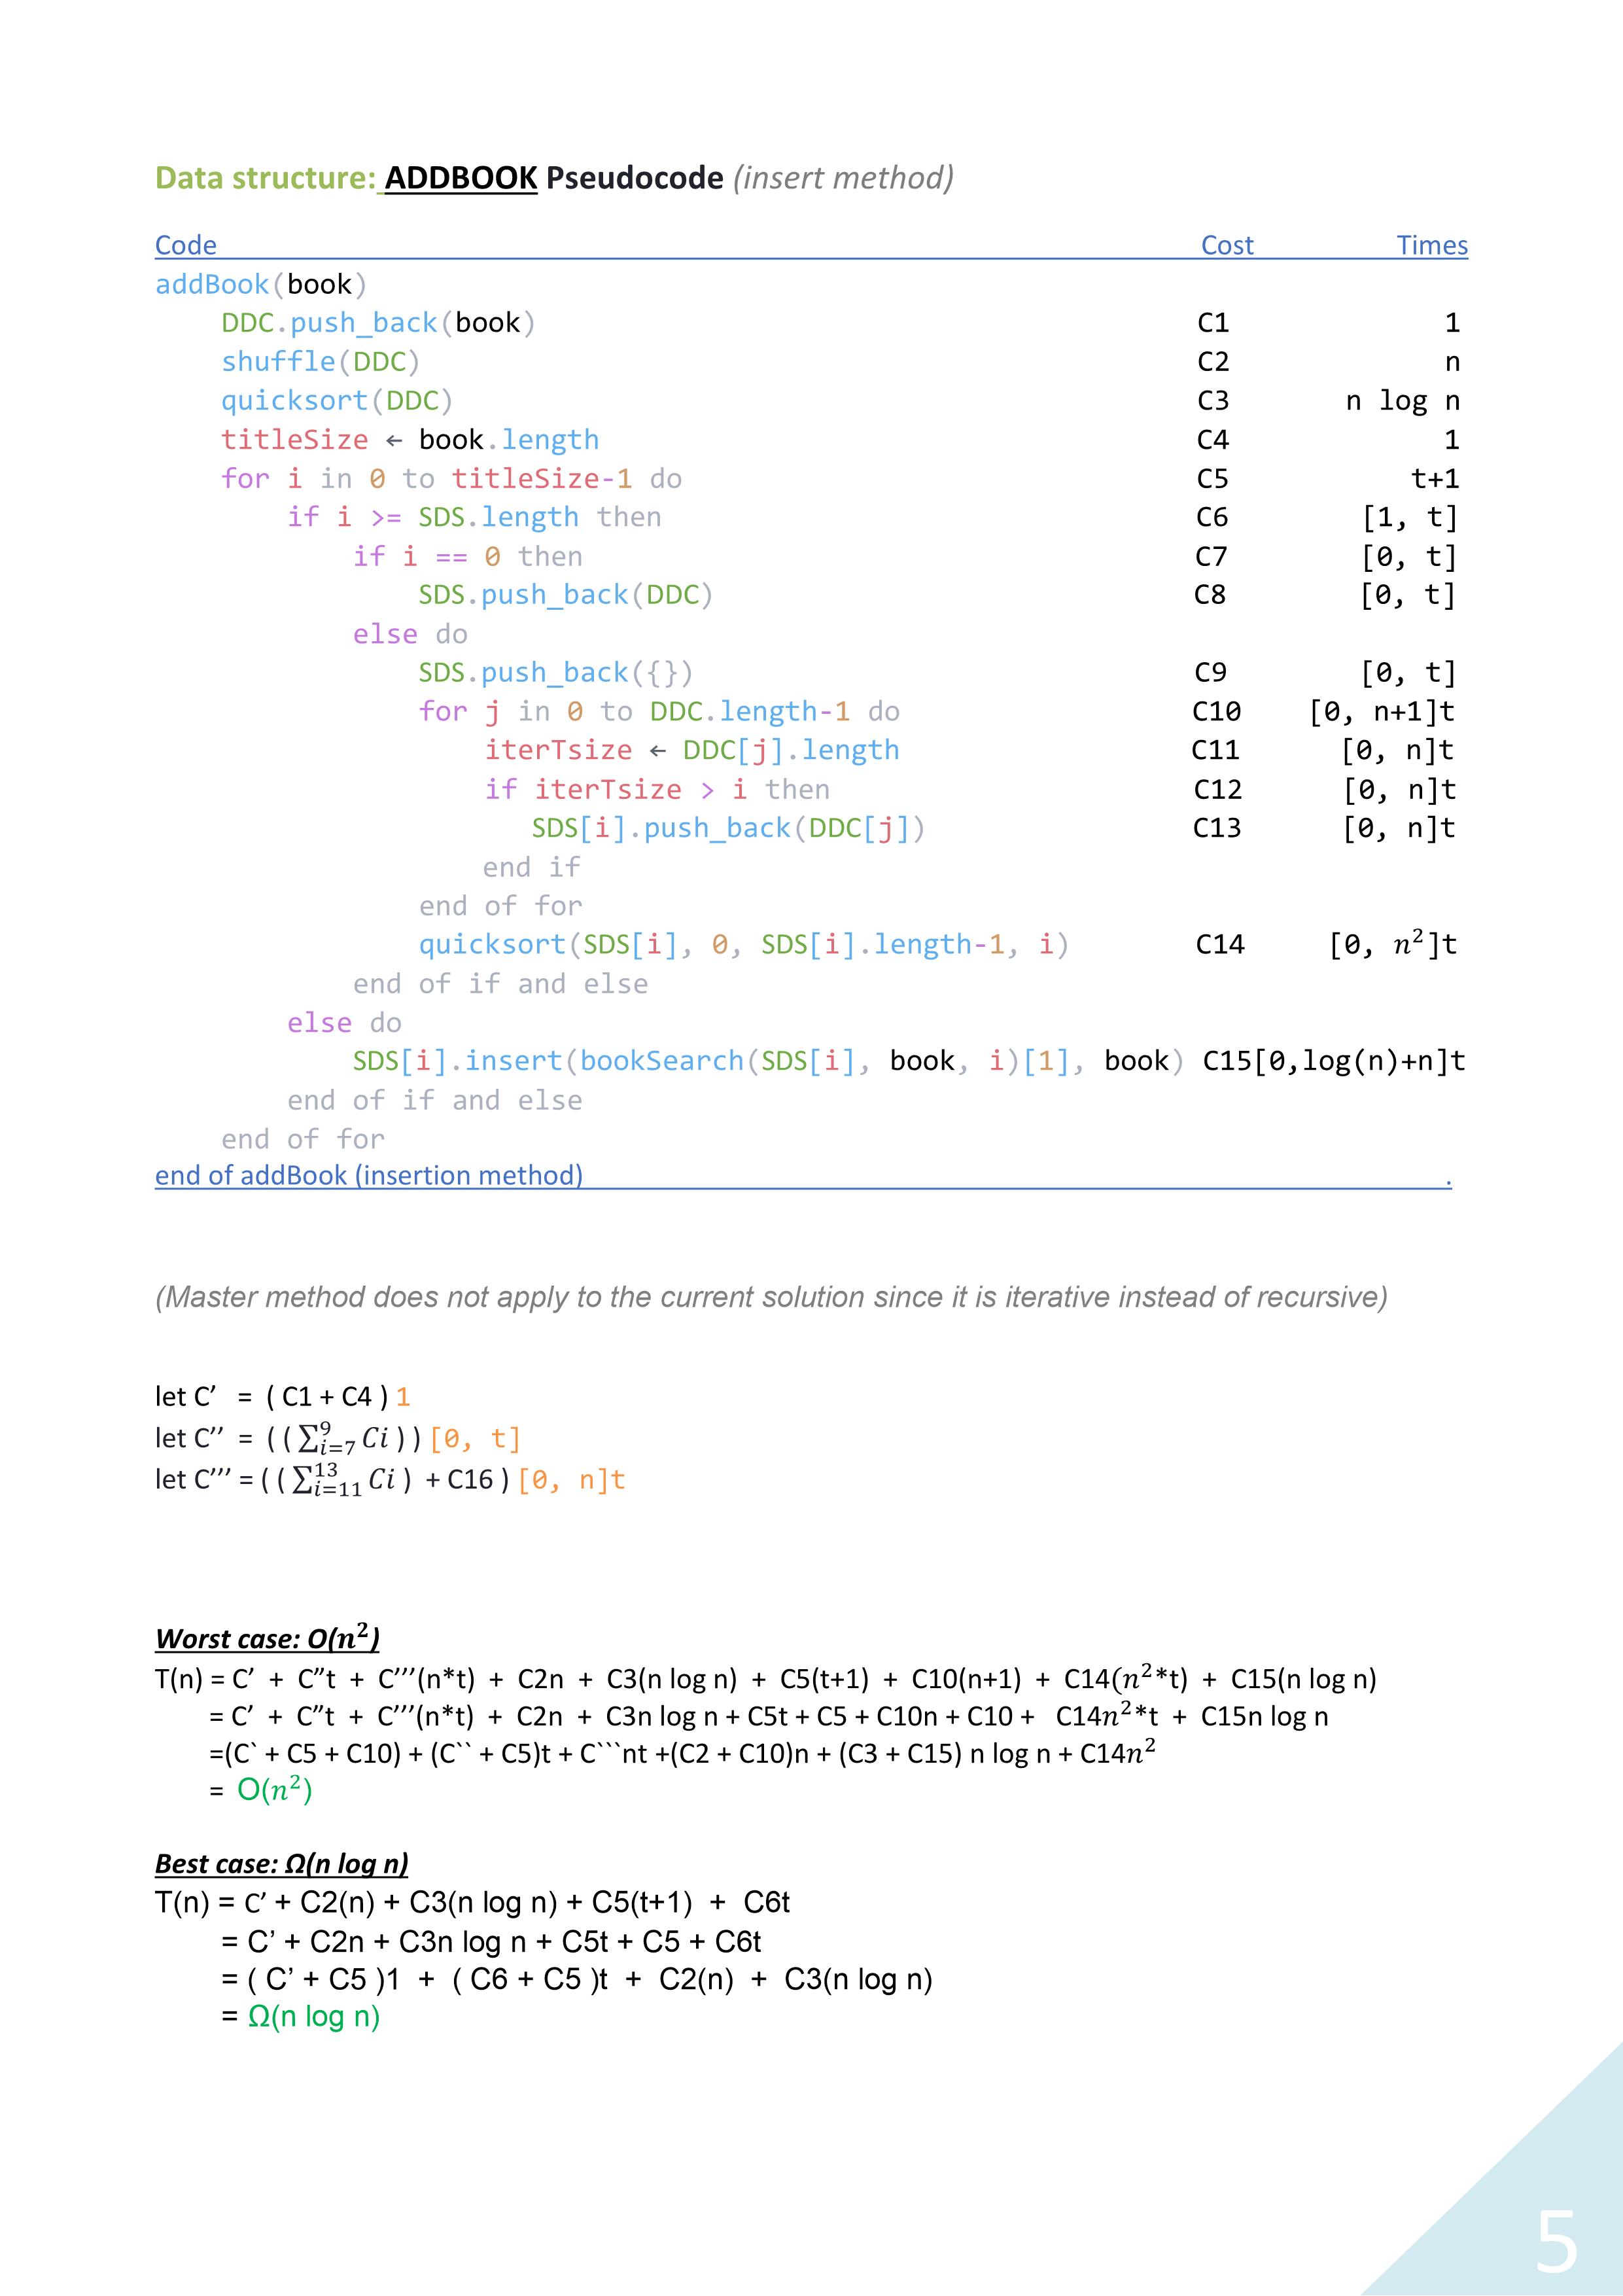 Data structure: ADDBOOK Pseudocode (insert method)
Code Cost Times
addBook(book)
DDC.push_back(book) C1 1
shuffle(DDC) C2 n
quicksort(DDC) C3 n log n
titleSize ← book.length C4 1
for i in 0 to titleSize-1 do C5 t+1
if i >= SDS.length then C6 [1, t]
if i == 0 then C7 [0, t]
SDS.push_back(DDC) C8 [0, t]
else do
SDS.push_back({}) C9 [0, t]
for j in 0 to DDC.length-1 do C10 [0, n+1]t
iterTsize ← DDC[j].length C11 [0, n]t
if iterTsize > i then C12 [0, n]t
SDS[i].push_back(DDC[j]) C13 [0, n]t
end if
end of for
quicksort(SDS[i], 0, SDS[i].length-1, i) C14 [0, n²]t
end of if and else
else do
SDS[i].insert(bookSearch(SDS[i], book, i)[1], book) C15[0,log(n)+n]t
end of if and else
end of for
end of addBook (insertion method) .
(Master method does not apply to the current solution since it is iterative instead of recursive)
let C’ = ( C1 + C4 ) 1
let C’’ = ( ( ∑_{i=7}^{9} Ci ) ) [0, t]
let C’’’ = ( ( ∑_{i=11}^{13} Ci ) + C16 ) [0, n]t
Worst case: O(n²)
T(n) = C’ + C’’t + C’’’(n*t) + C2n + C3(n log n) + C5(t+1) + C10(n+1) + C14(n²*t) + C15(n log n)
= C’ + C’’t + C’’’(n*t) + C2n + C3n log n + C5t + C5 + C10n + C10 + C14n²*t + C15n log n
=(C` + C5 + C10) + (C`` + C5)t + C```nt +(C2 + C10)n + (C3 + C15) n log n + C14n²
= O(n²)
Best case: Ω(n log n)
T(n) = C’ + C2(n) + C3(n log n) + C5(t+1) + C6t
= C’ + C2n + C3n log n + C5t + C5 + C6t
= ( C’ + C5 )1 + ( C6 + C5 )t + C2(n) + C3(n log n)
= Ω(n log n)
5